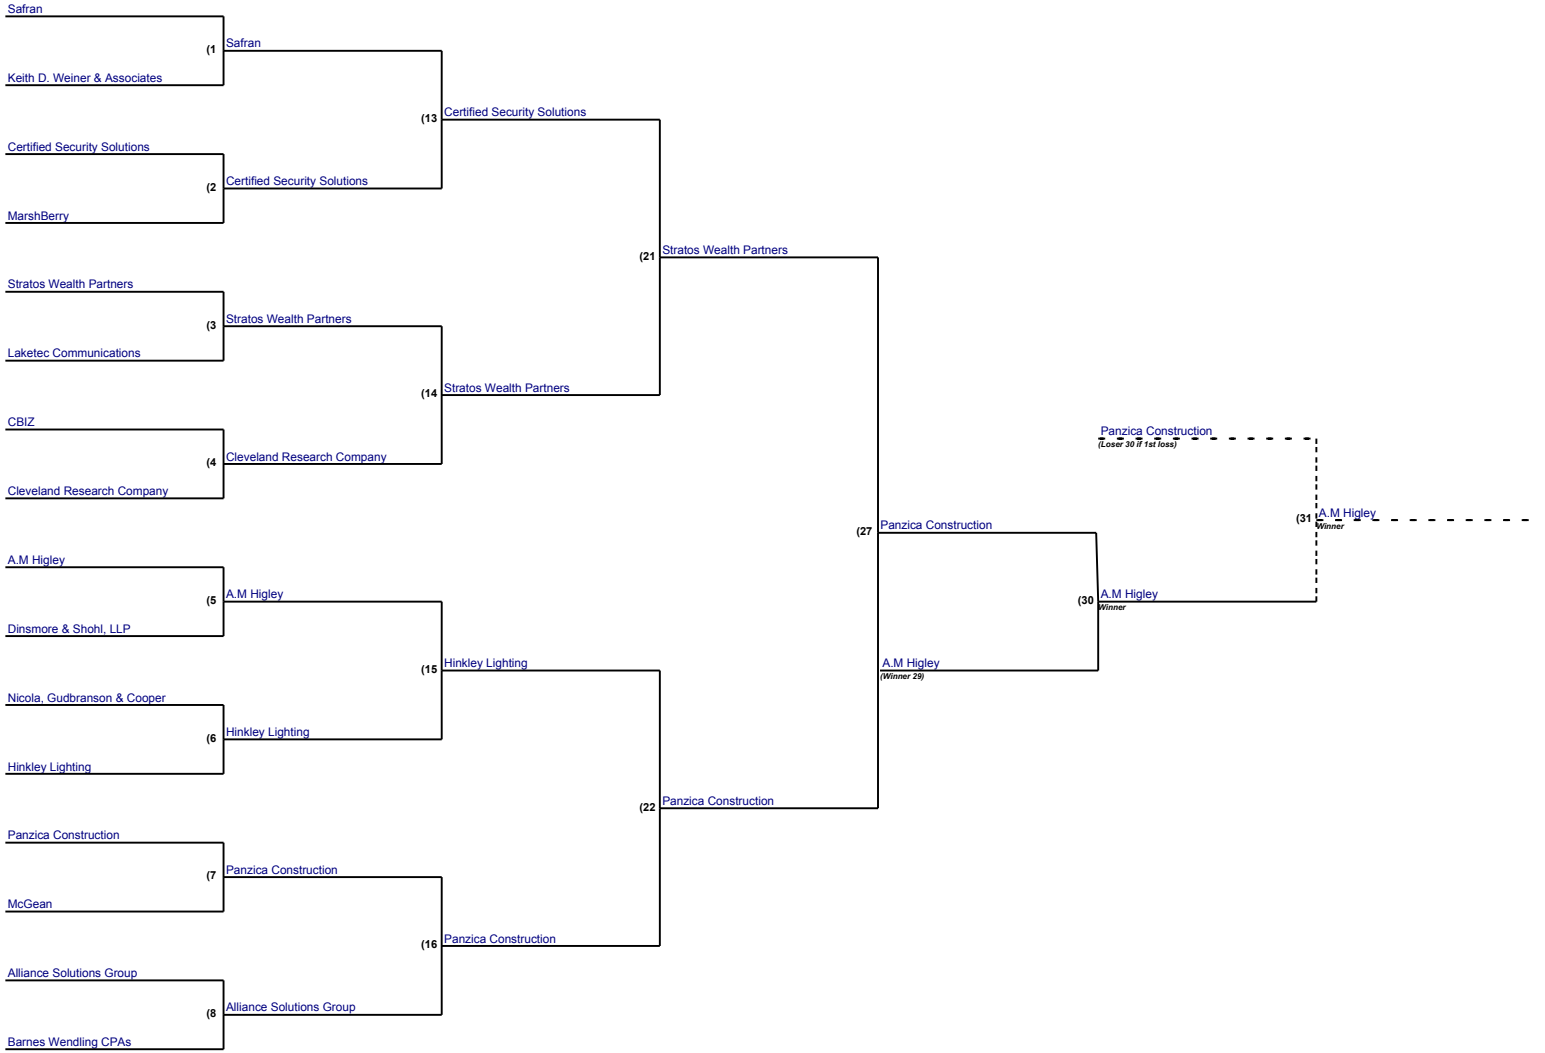 Safran
(1
Safran
Keith D. Weiner & Associates
(13
Certified Security Solutions
Certified Security Solutions
(2
Certified Security Solutions
MarshBerry
(21
Stratos Wealth Partners
Stratos Wealth Partners
(3
Stratos Wealth Partners
Laketec Communications
(14
Stratos Wealth Partners
CBIZ
(4
Cleveland Research Company
Cleveland Research Company
(27
Panzica Construction
A.M Higley
(5
A.M Higley
Dinsmore & Shohl, LLP
(15
Hinkley Lighting
Nicola, Gudbranson & Cooper
(6
Hinkley Lighting
Hinkley Lighting
(22
Panzica Construction
Panzica Construction
(7
Panzica Construction
McGean
(16
Panzica Construction
Alliance Solutions Group
(8
Alliance Solutions Group
Barnes Wendling CPAs
A.M Higley
(Winner 29)
(30
A.M Higley
Winner
Panzica Construction
(Loser 30 if 1st loss)
(31
A.M Higley
Winner